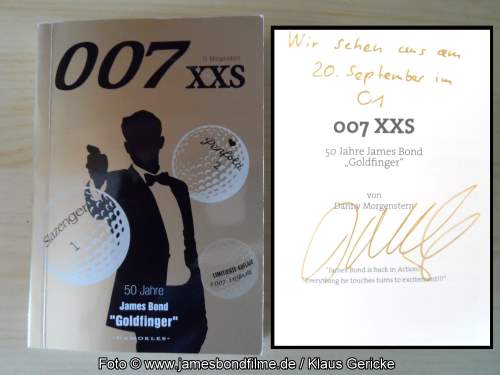 007 XXS
D. Morgenstern
Penfold
Slazenger
1
LIMITIERTE AUFLAGE
50 Jahre
James Bond
"Goldfinger"
DAMOKLES
Wir sehen uns am
20. September im
C1
007 XXS
50 Jahre James Bond
„Goldfinger“
von
Danny Morgenstern
"James Bond is back in Action!
Everything he touches turns to excitement!!!"
Foto © www.jamesbondfilme.de / Klaus Gericke